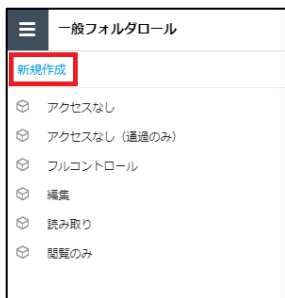 一般フォルダロール
新規作成
アクセスなし
アクセスなし（通過のみ）
フルコントロール
編集
読み取り
閲覧のみ